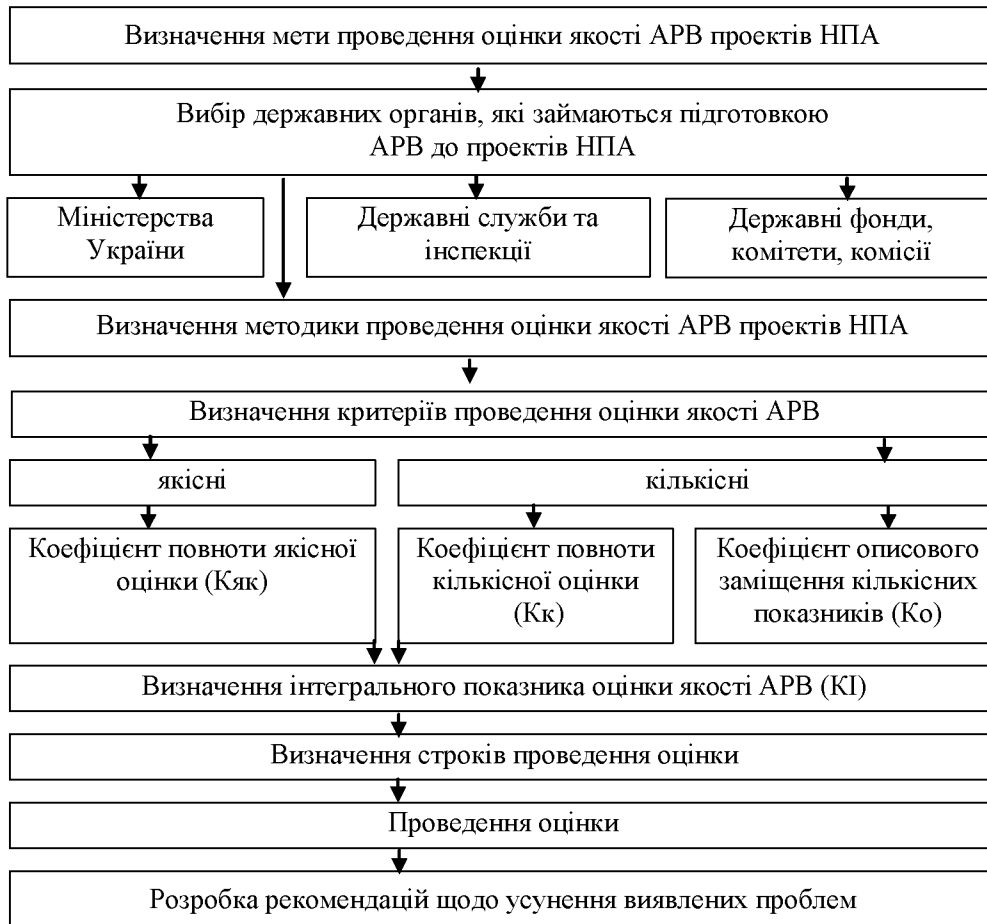 Визначення мети проведення оцінки якості АРВ проектів НПА
Вибір державних органів, які займаються підготовкою
АРВ до проектів НПА
Міністерства
України
Державні служби та
інспекції
Державні фонди,
комітети, комісії
Визначення методики проведення оцінки якості АРВ проектів НПА
Визначення критеріїв проведення оцінки якості АРВ
якісні
кількісні
Коефіцієнт повноти якісної
оцінки (Кяк)
Коефіцієнт повноти
кількісної оцінки
(Кк)
Коефіцієнт описового
заміщення кількісних
показників (Ко)
Визначення інтегрального показника оцінки якості АРВ (КІ)
Визначення строків проведення оцінки
Проведення оцінки
Розробка рекомендацій щодо усунення виявлених проблем